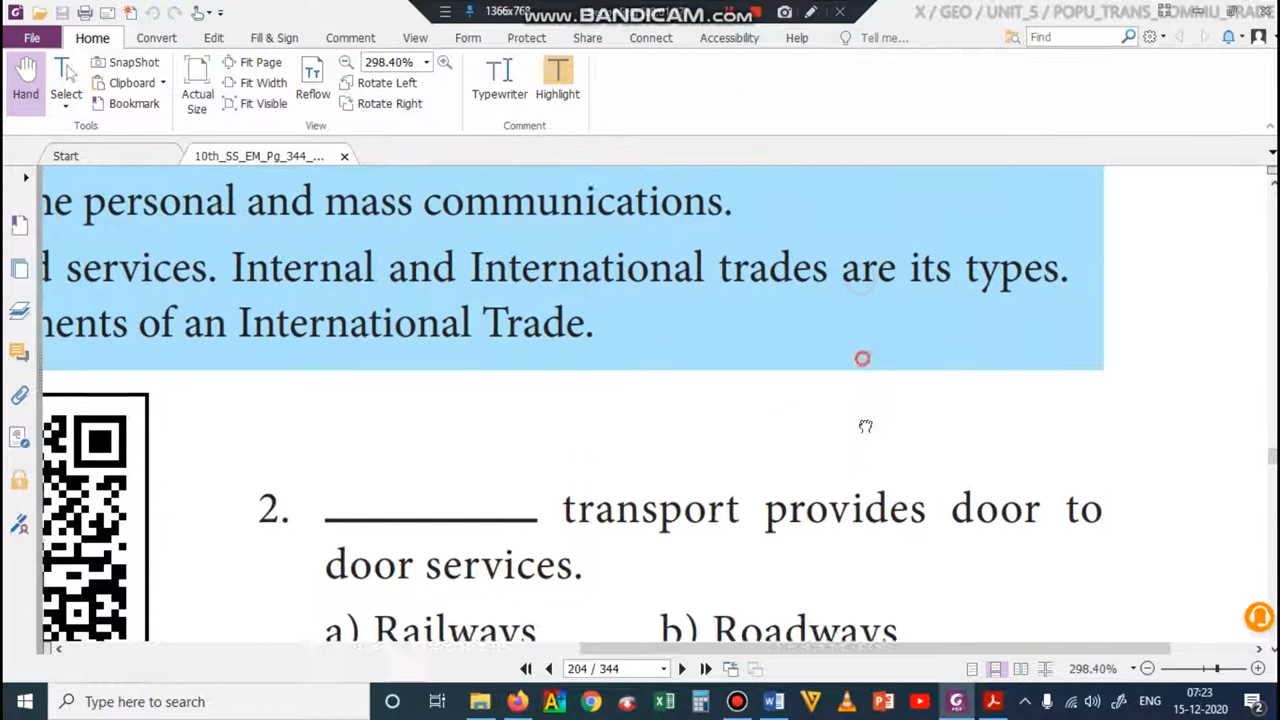 1366x768
www.BANDICAM.com
X / GEO / UNIT_5 / POPU_TRANS_COMMU_TRADE
File Home Convert Edit Fill & Sign Comment View Form Protect Share Connect Accessibility Help Tell me... Find
Hand
Select
SnapShot
Clipboard
Bookmark
Tools
Actual Size
Fit Page
Fit Width
Fit Visible
Reflow
298.40%
Rotate Left
Rotate Right
View
Typewriter
Highlight
Comment
Start
10th_SS_EM_Pg_344_...
he personal and mass communications.
d services. Internal and International trades are its types.
nents of an International Trade.
2. ________ transport provides door to
door services.
a) Railways b) Roadways
204 / 344
298.40%
Type here to search
ENG
07:23
15-12-2020
2